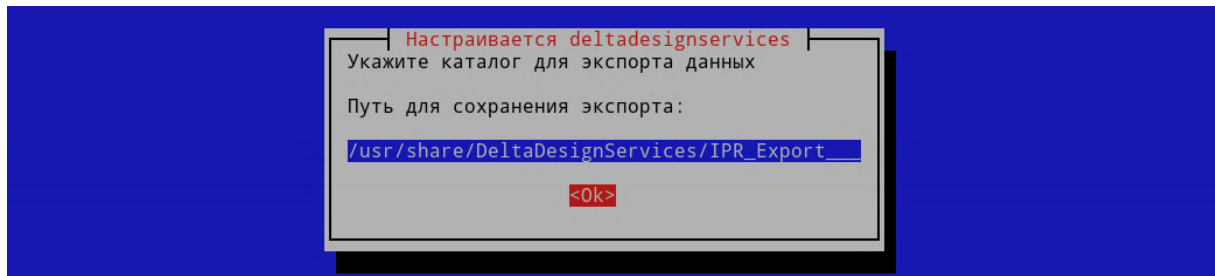 Настраивается deltadesignservices
Укажите каталог для экспорта данных
Путь для сохранения экспорта:
/usr/share/DeltaDesignServices/IPR_Export___
<Ok>